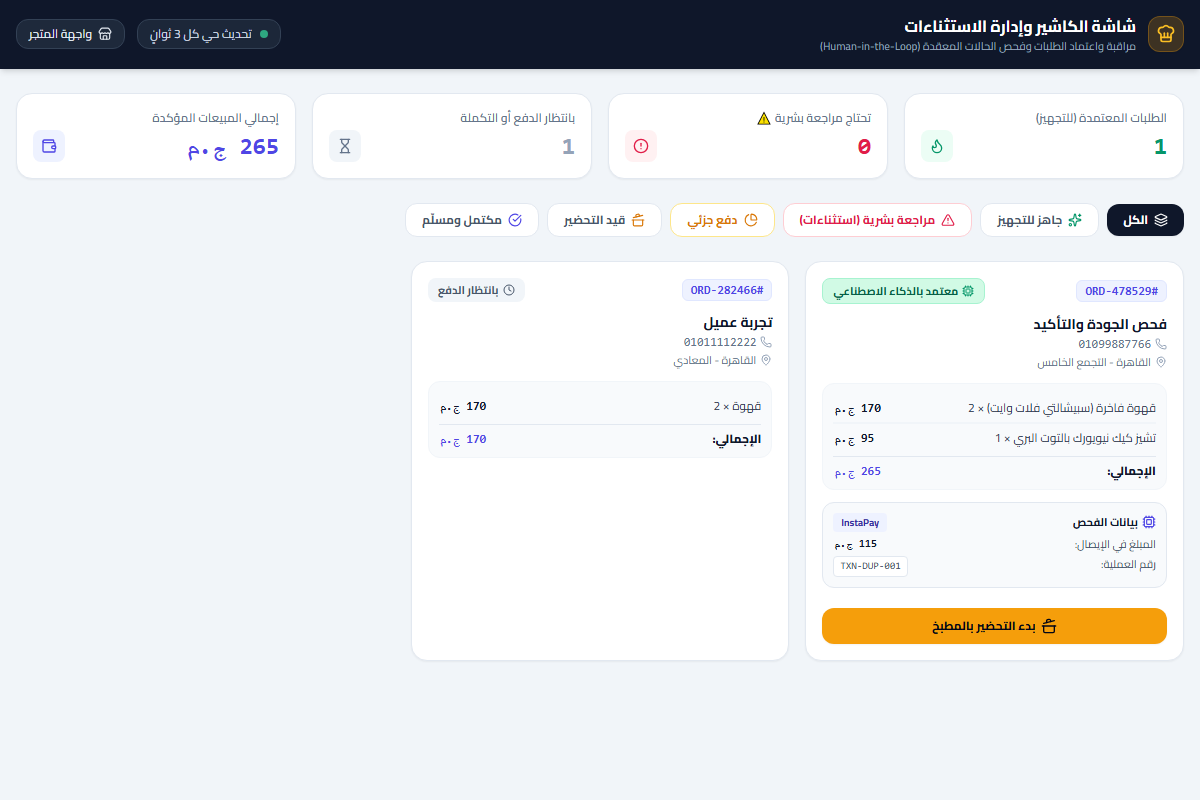 شاشة الكاشير وإدارة الاستثناءات
مراقبة واعتماد الطلبات وفحص الحالات المعقدة (Human-in-the-Loop)
تحديث حي كل 3 ثوانٍ
واجهة المتجر
الطلبات المعتمدة (للتجهيز)
1
تحتاج مراجعة بشرية ⚠️
0
بانتظار الدفع أو التكملة
1
إجمالي المبيعات المؤكدة
265 ج.م
الكل
جاهز للتجهيز
مراجعة بشرية (استثناءات)
دفع جزئي
قيد التحضير
مكتمل ومسلّم
ORD-478529#
معتمد بالذكاء الاصطناعي
فحص الجودة والتأكيد
01099887766
القاهرة - التجمع الخامس
قهوة فاخرة (سبيشالتي فلات وايت) × 2
170 ج.م
تشيز كيك نيويورك بالتوت البري × 1
95 ج.م
الإجمالي:
265 ج.م
بيانات الفحص
InstaPay
المبلغ في الإيصال:
115 ج.م
رقم العملية:
TXN-DUP-001
بدء التحضير بالمطبخ
ORD-282466#
بانتظار الدفع
تجربة عميل
01011112222
القاهرة - المعادي
قهوة × 2
170 ج.م
الإجمالي:
170 ج.م